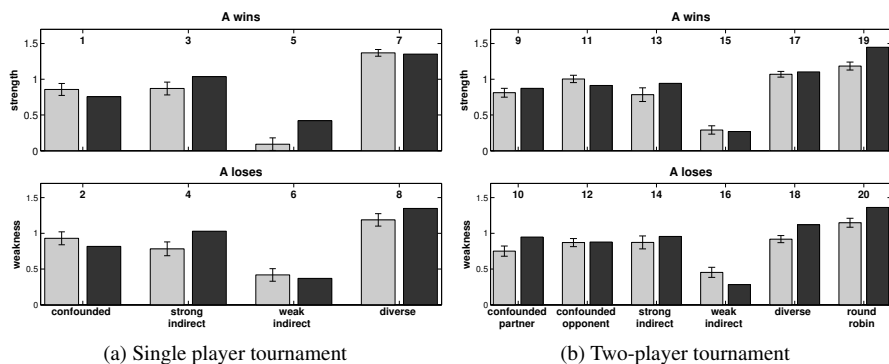 A wins
1 3 5 7
1.5
1
0.5
0
strength
A loses
2 4 6 8
1.5
1
0.5
0
weakness
confounded strong indirect weak indirect diverse
(a) Single player tournament
A wins
9 11 13 15 17 19
1.5
1
0.5
0
strength
A loses
10 12 14 16 18 20
1.5
1
0.5
0
weakness
confounded partner confounded opponent strong indirect weak indirect diverse round robin
(b) Two-player tournament